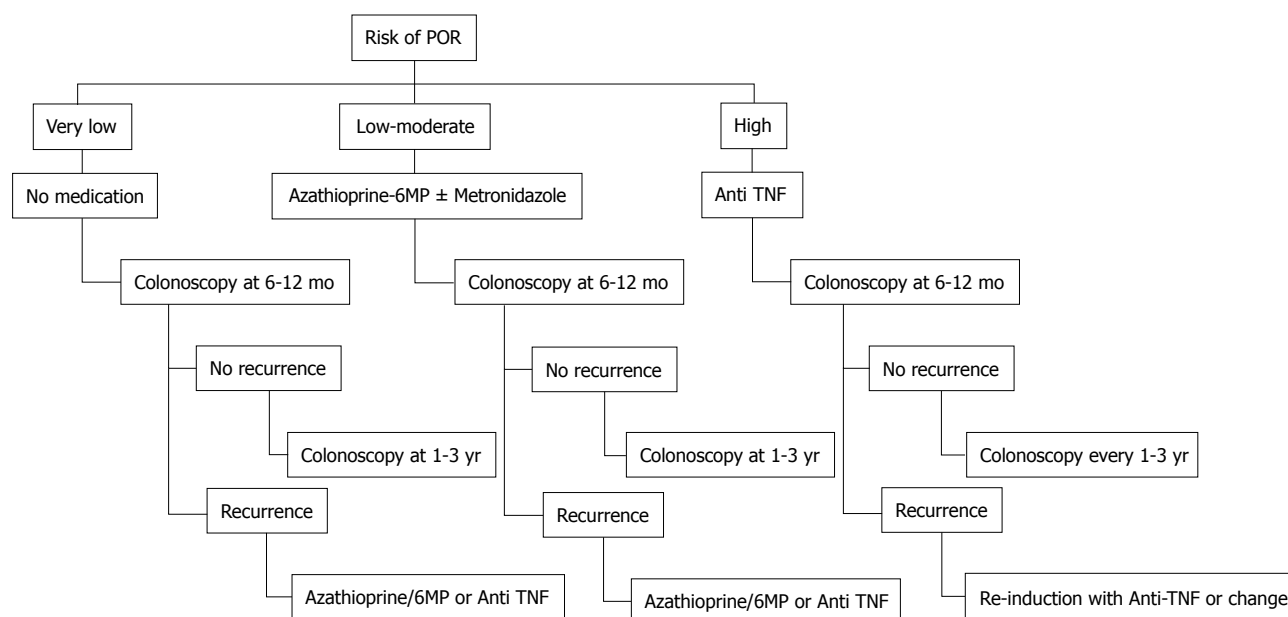 Risk of POR
Very low
Low-moderate
High
No medication
Azathioprine-6MP ± Metronidazole
Anti TNF
Colonoscopy at 6-12 mo
Colonoscopy at 6-12 mo
Colonoscopy at 6-12 mo
No recurrence
No recurrence
No recurrence
Colonoscopy at 1-3 yr
Colonoscopy at 1-3 yr
Colonoscopy every 1-3 yr
Recurrence
Recurrence
Recurrence
Azathioprine/6MP or Anti TNF
Azathioprine/6MP or Anti TNF
Re-induction with Anti-TNF or change